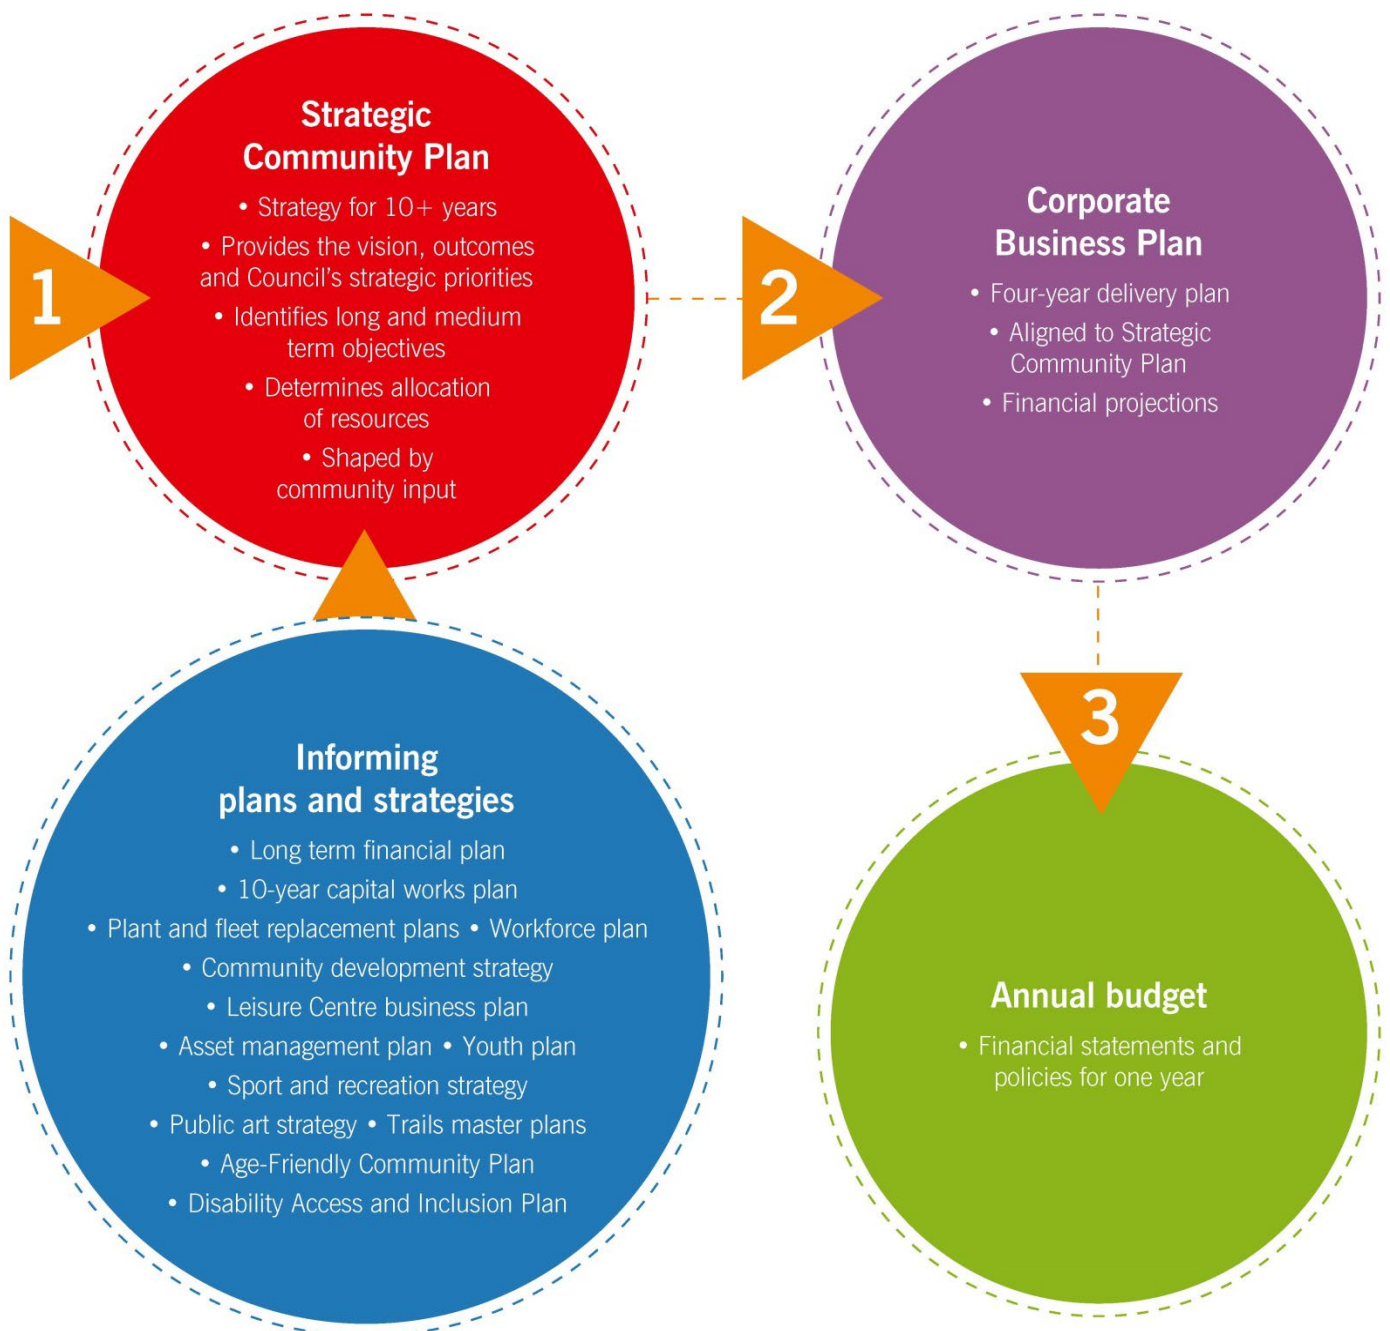 1
Strategic
Community Plan
• Strategy for 10+ years
• Provides the vision, outcomes
and Council’s strategic priorities
• Identifies long and medium
term objectives
• Determines allocation
of resources
• Shaped by
community input
2
Corporate
Business Plan
• Four-year delivery plan
• Aligned to Strategic
Community Plan
• Financial projections
Informing
plans and strategies
• Long term financial plan
• 10-year capital works plan
• Plant and fleet replacement plans • Workforce plan
• Community development strategy
• Leisure Centre business plan
• Asset management plan • Youth plan
• Sport and recreation strategy
• Public art strategy • Trails master plans
• Age-Friendly Community Plan
• Disability Access and Inclusion Plan
3
Annual budget
• Financial statements and
policies for one year